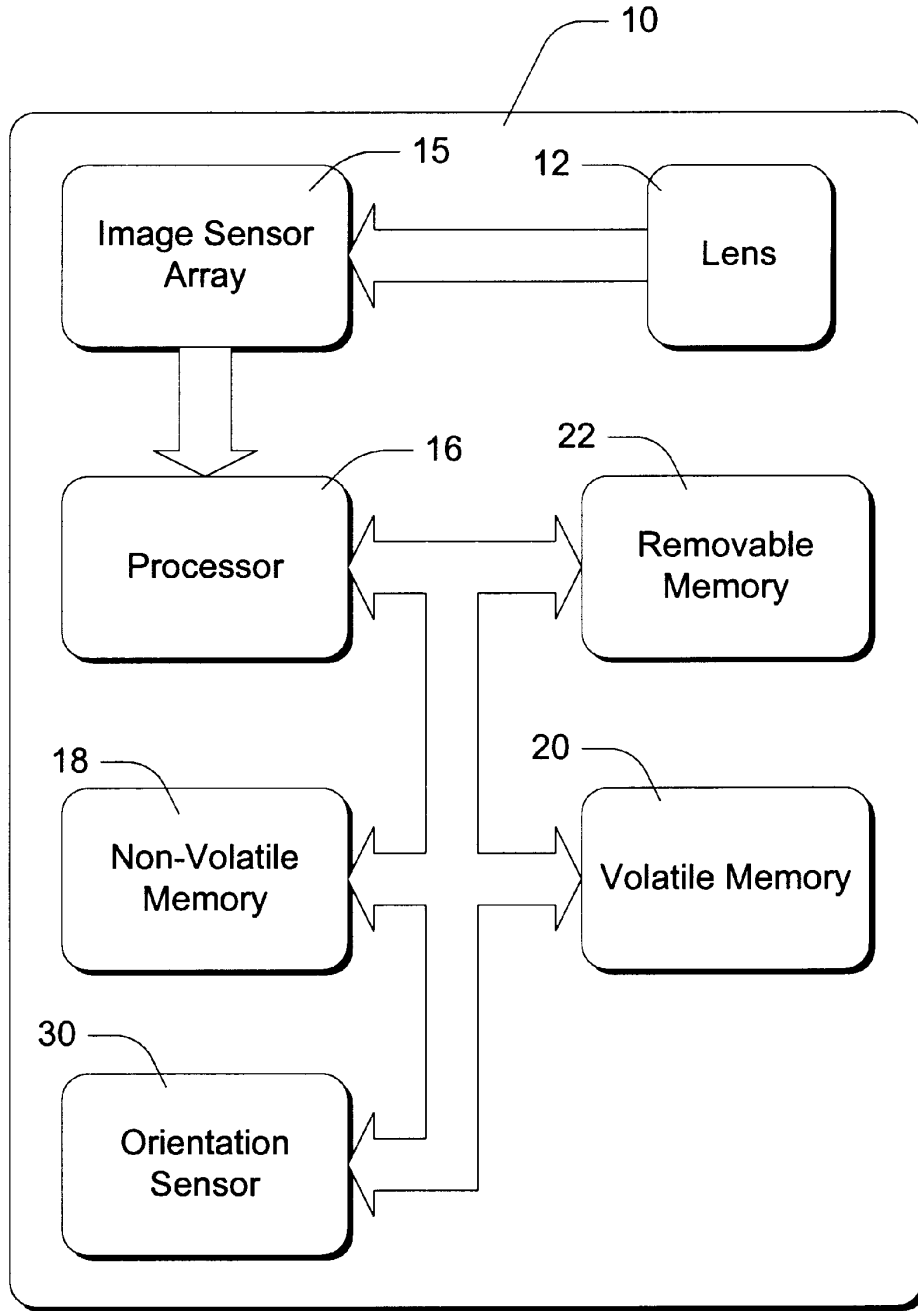 10
15
12
Image Sensor
Array
Lens
16
22
Processor
Removable
Memory
18
20
Non-Volatile
Memory
Volatile Memory
30
Orientation
Sensor